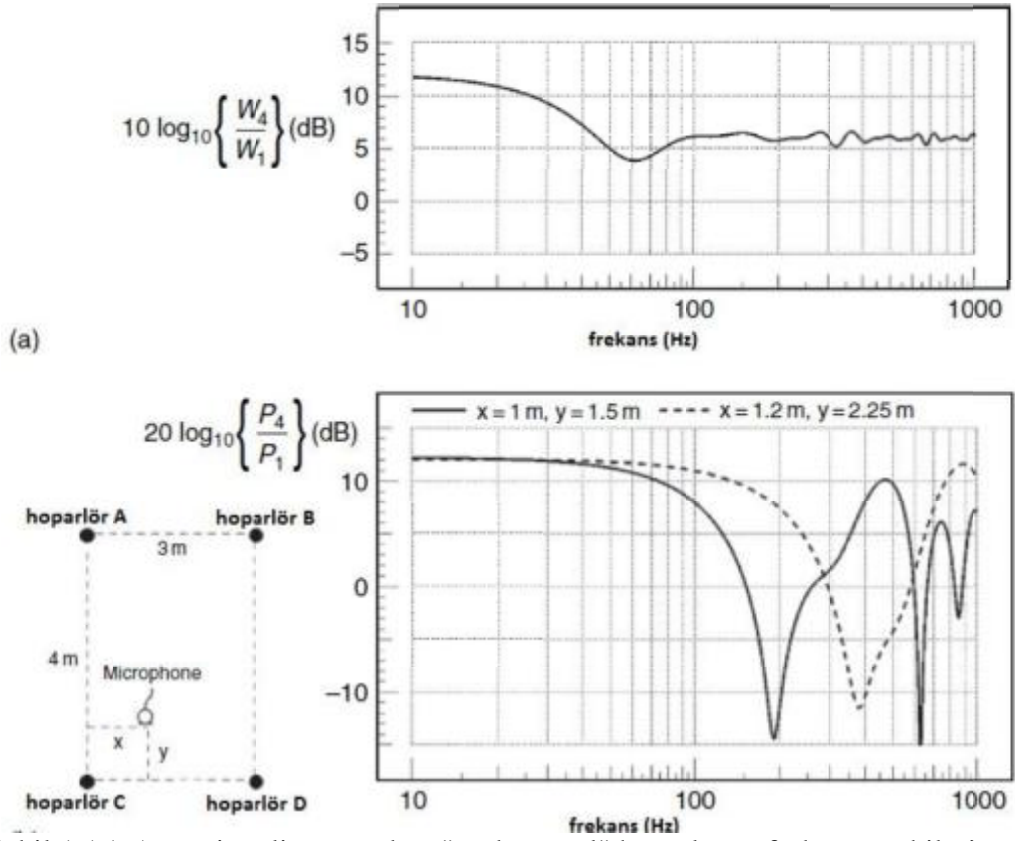 15
10
5
0
−5
10 log₁₀{W₄/W₁}(dB)
10 100 1000
frekans (Hz)
(a)
20 log₁₀{P₄/P₁}(dB)
x = 1 m, y = 1.5 m x = 1.2 m, y = 2.25 m
10
0
−10
10 100 1000
frekans (Hz)
hoparlör A hoparlör B
3 m
4 m
Microphone
x
y
hoparlör C hoparlör D